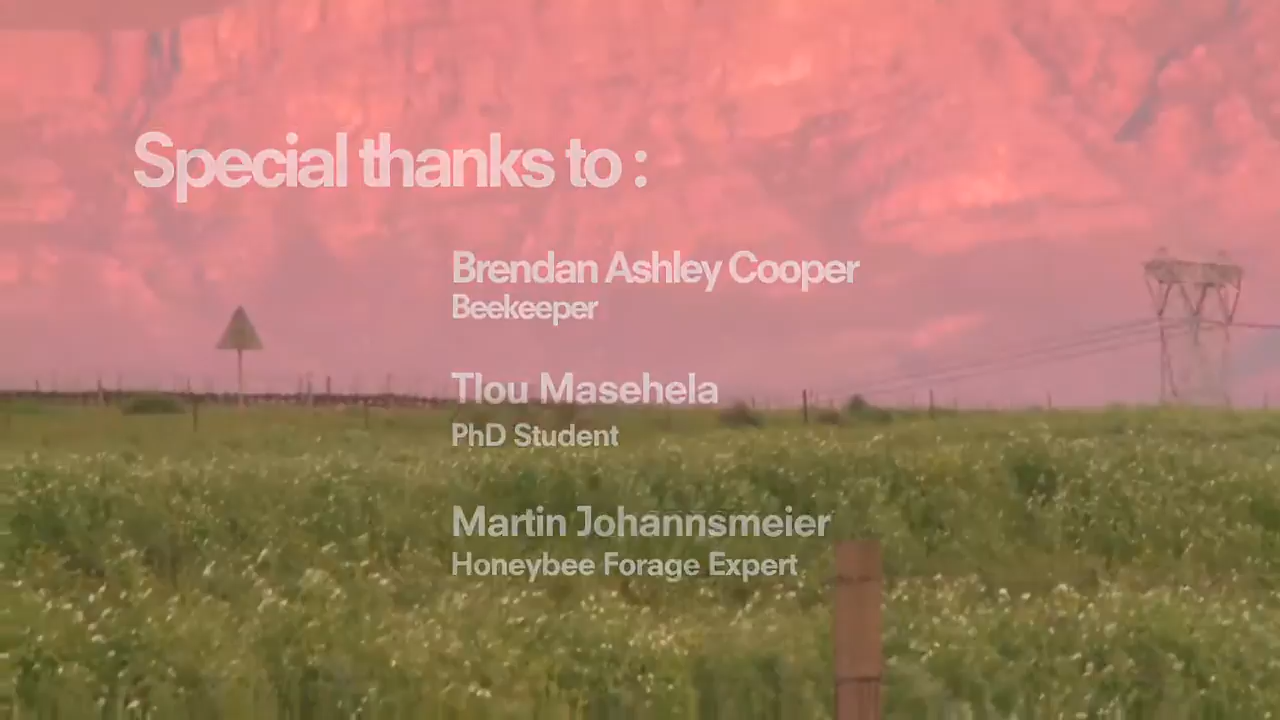 Special thanks to :
Brendan Ashley Cooper
Beekeeper
Tlou Masehela
PhD Student
Martin Johannsmeier
Honeybee Forage Expert